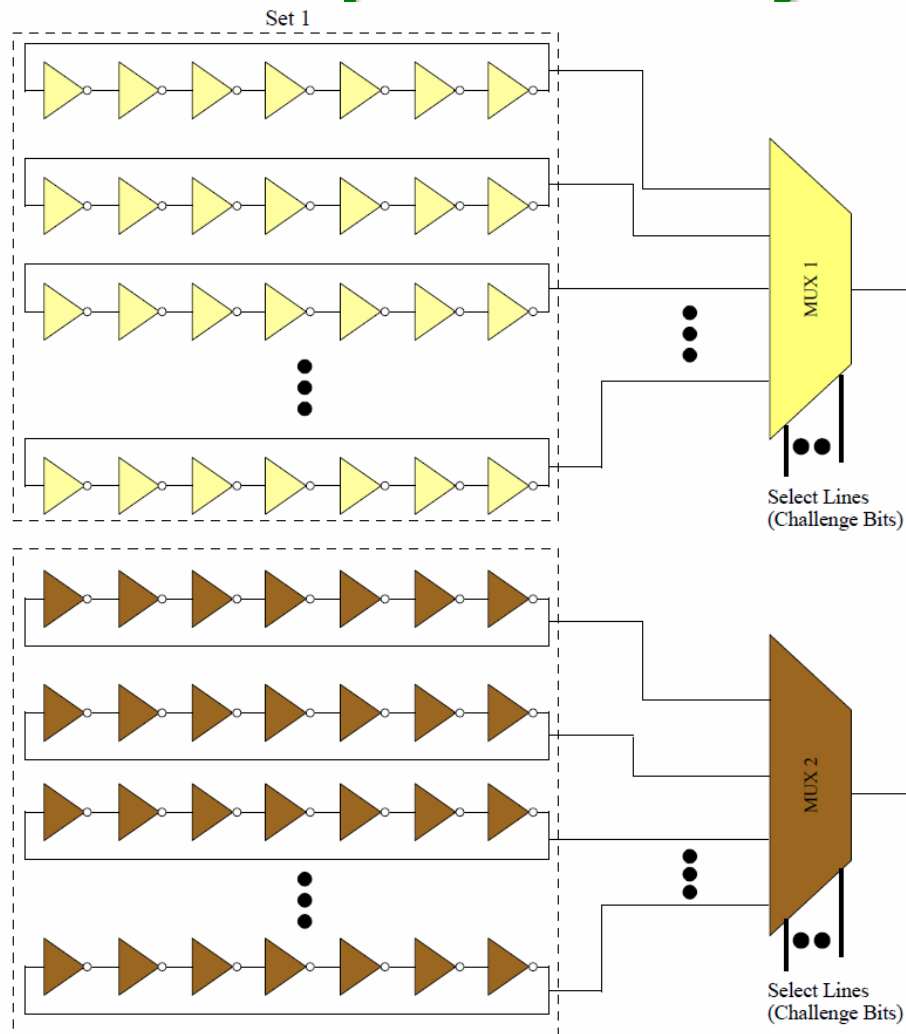 Set 1
MUX 1
Select Lines
(Challenge Bits)
MUX 2
Select Lines
(Challenge Bits)